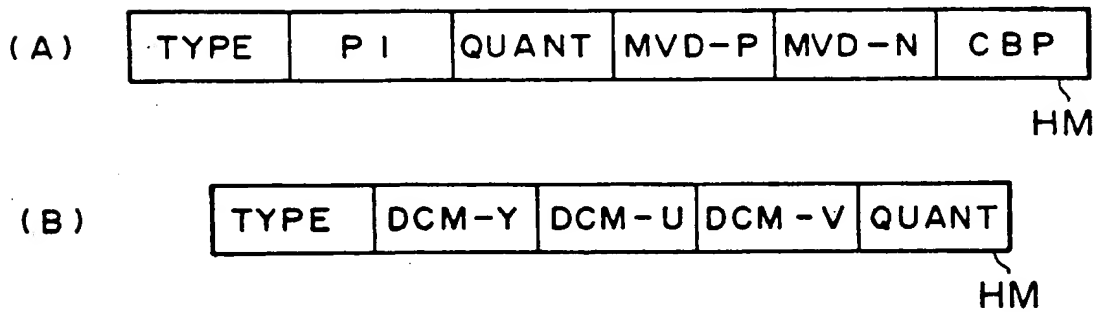 (A) TYPE PI QUANT MVD-P MVD-N CBP
HM
(B) TYPE DCM-Y DCM-U DCM-V QUANT
HM